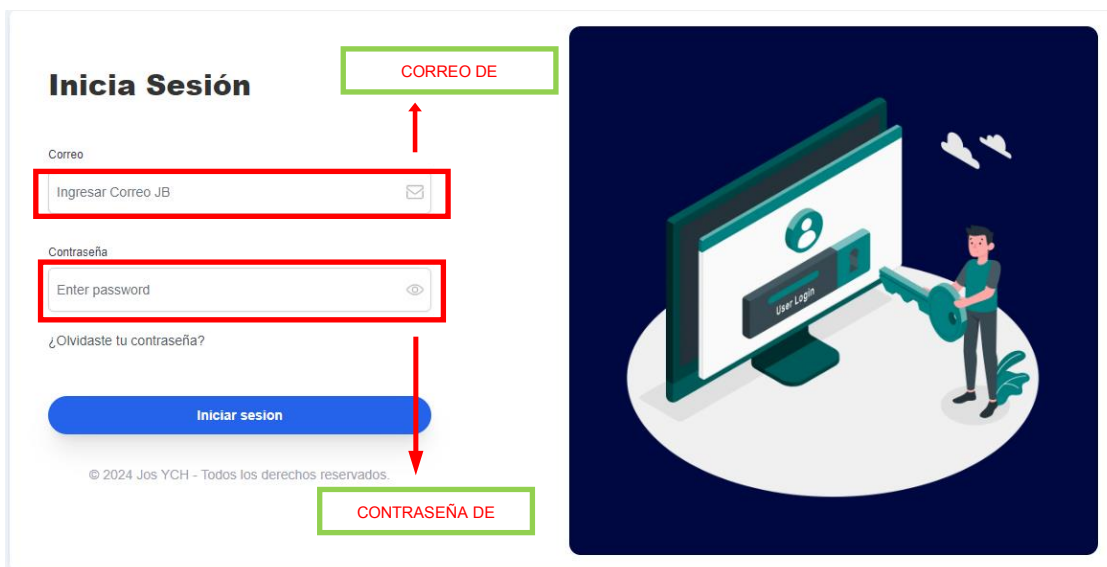 Inicia Sesión
CORREO DE
Correo
Ingresar Correo JB
Contraseña
Enter password
¿Olvidaste tu contraseña?
Iniciar sesion
© 2024 Jos YCH - Todos los derechos reservados.
CONTRASEÑA DE
User Login